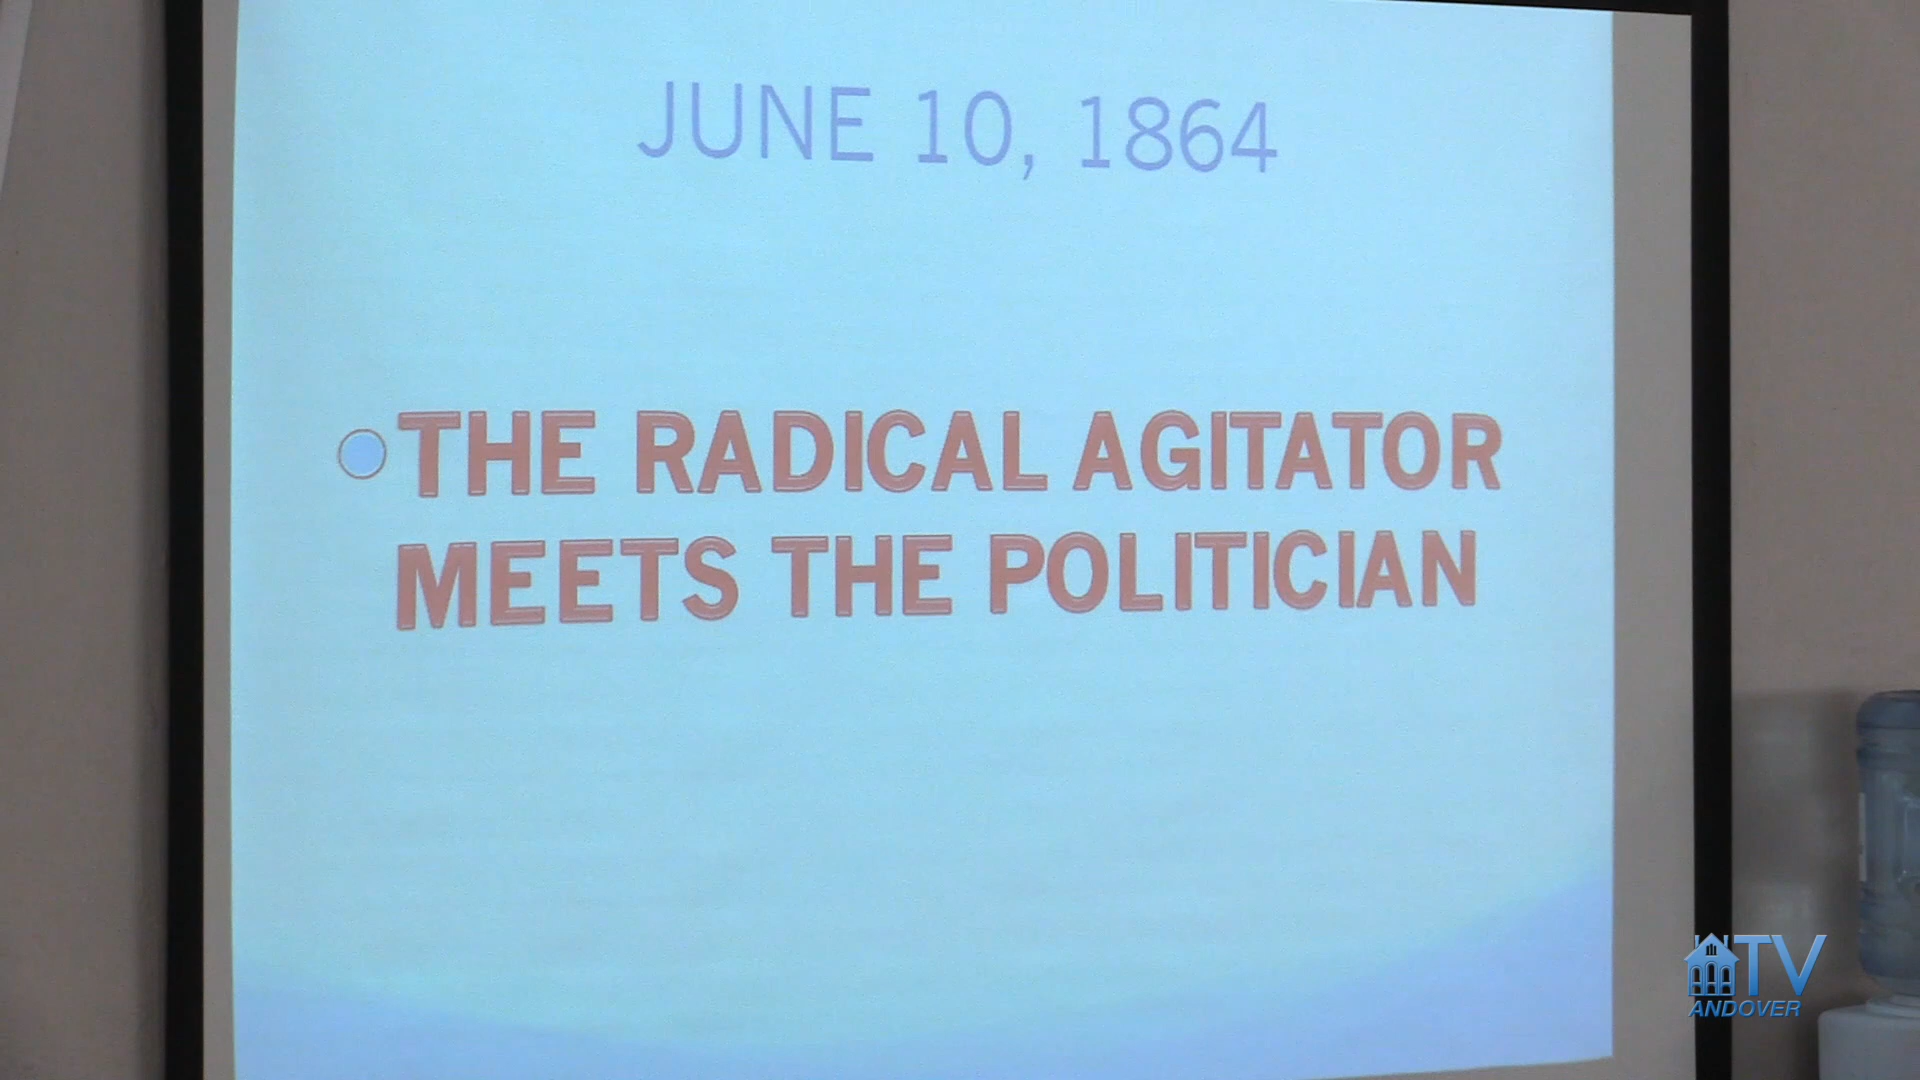 JUNE 10, 1864
THE RADICAL AGITATOR
MEETS THE POLITICIAN
TV
ANDOVER